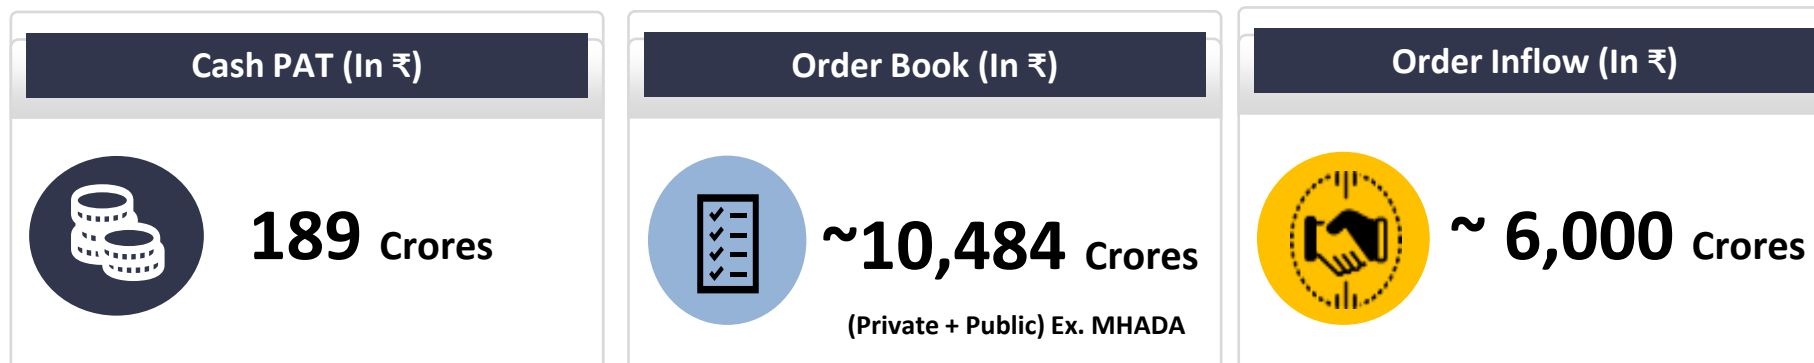 Cash PAT (In ₹)
189 Crores
Order Book (In ₹)
~10,484 Crores
(Private + Public) Ex. MHADA
Order Inflow (In ₹)
~ 6,000 Crores